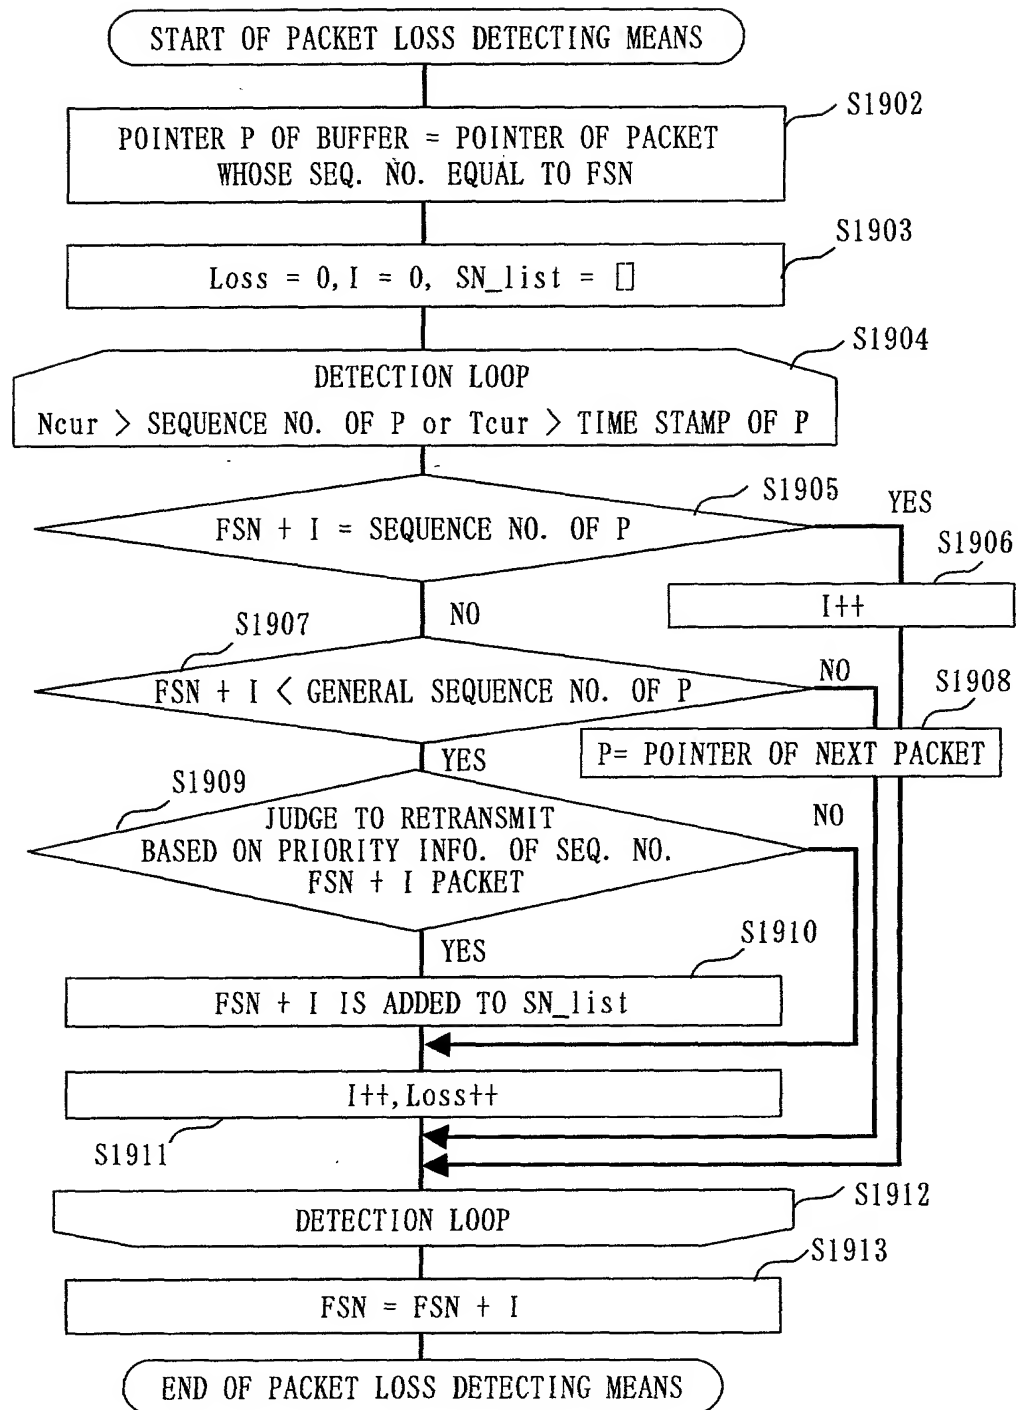 START OF PACKET LOSS DETECTING MEANS
S1902
POINTER P OF BUFFER = POINTER OF PACKET
WHOSE SEQ. NO. EQUAL TO FSN
S1903
Loss = 0, I = 0, SN_list = []
S1904
DETECTION LOOP
Ncur > SEQUENCE NO. OF P or Tcur > TIME STAMP OF P
S1905
YES
FSN + I = SEQUENCE NO. OF P
S1906
I++
NO
S1907
NO
FSN + I < GENERAL SEQUENCE NO. OF P
S1908
P= POINTER OF NEXT PACKET
YES
S1909
NO
JUDGE TO RETRANSMIT
BASED ON PRIORITY INFO. OF SEQ. NO.
FSN + I PACKET
YES
S1910
FSN + I IS ADDED TO SN_list
I++, Loss++
S1911
S1912
DETECTION LOOP
S1913
FSN = FSN + I
END OF PACKET LOSS DETECTING MEANS